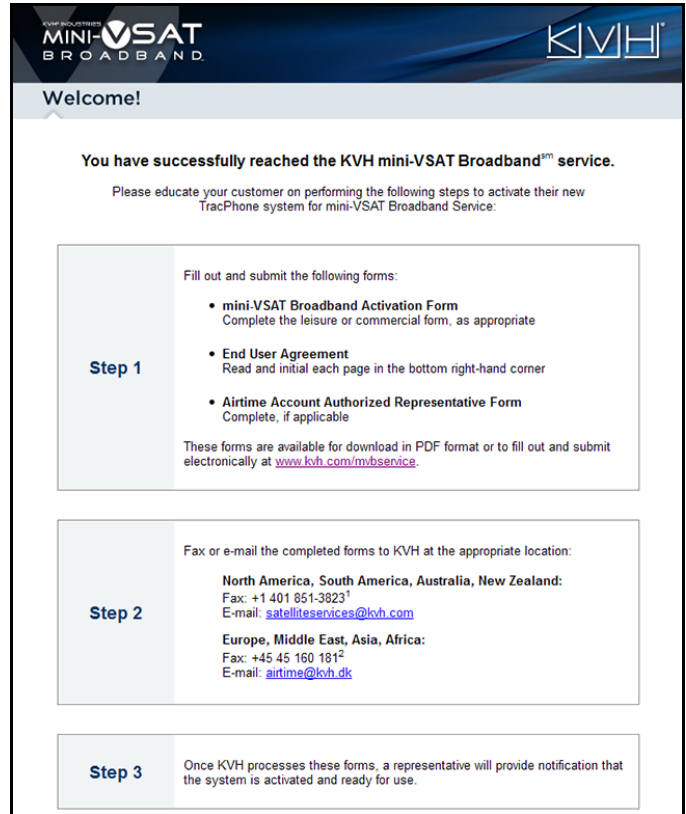 KVH INDUSTRIES
MINI-VSAT
BROADBAND.
KVH®
Welcome!
You have successfully reached the KVH mini-VSAT Broadband℠ service.
Please educate your customer on performing the following steps to activate their new
TracPhone system for mini-VSAT Broadband Service:
Step 1
Fill out and submit the following forms:
• mini-VSAT Broadband Activation Form
Complete the leisure or commercial form, as appropriate
• End User Agreement
Read and initial each page in the bottom right-hand corner
• Airtime Account Authorized Representative Form
Complete, if applicable
These forms are available for download in PDF format or to fill out and submit
electronically at www.kvh.com/mvbservice.
Step 2
Fax or e-mail the completed forms to KVH at the appropriate location:
North America, South America, Australia, New Zealand:
Fax: +1 401 851-3823¹
E-mail: satelliteservices@kvh.com
Europe, Middle East, Asia, Africa:
Fax: +45 45 160 181²
E-mail: airtime@kvh.dk
Step 3
Once KVH processes these forms, a representative will provide notification that
the system is activated and ready for use.